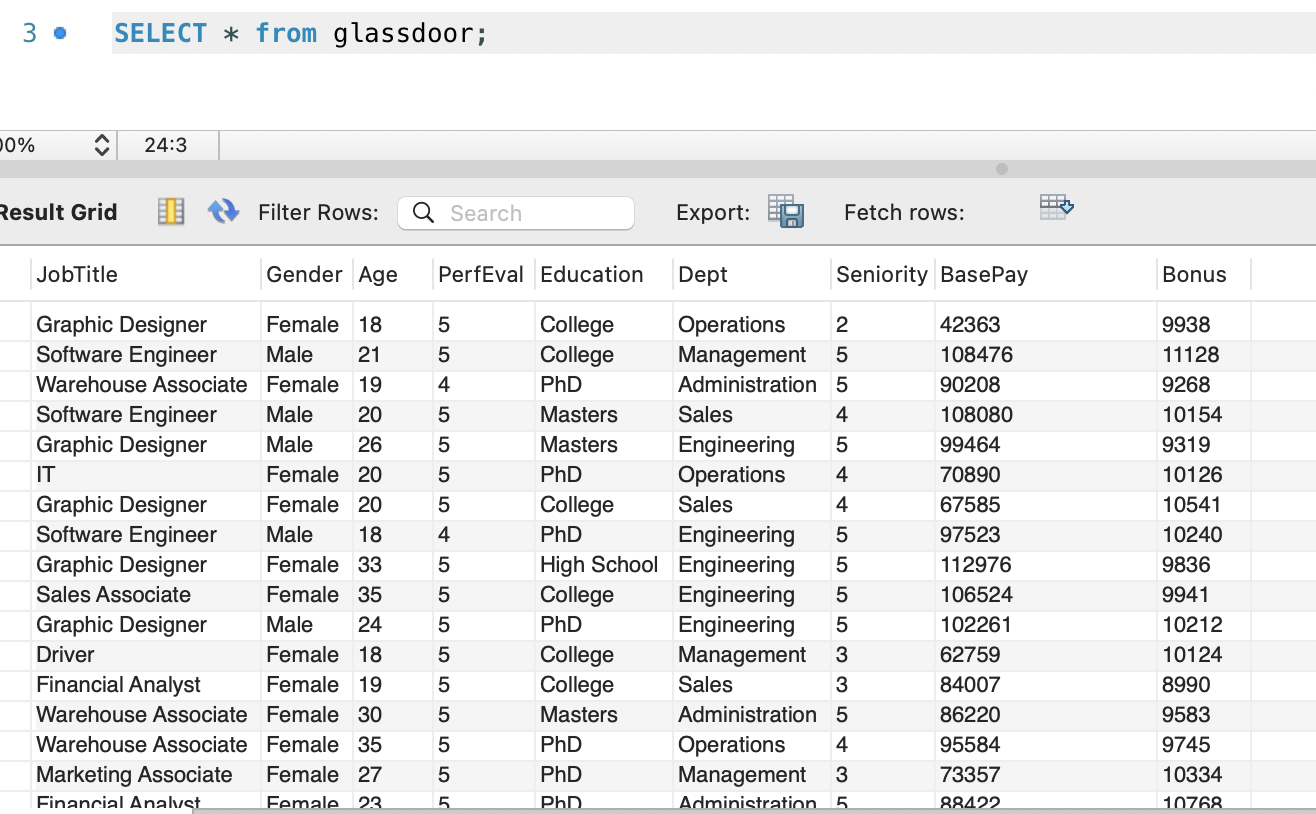 3 SELECT * from glassdoor;
00% 24:3
Result Grid Filter Rows: Search Export: Fetch rows:
JobTitle Gender Age PerfEval Education Dept Seniority BasePay Bonus
Graphic Designer Female 18 5 College Operations 2 42363 9938
Software Engineer Male 21 5 College Management 5 108476 11128
Warehouse Associate Female 19 4 PhD Administration 5 90208 9268
Software Engineer Male 20 5 Masters Sales 4 108080 10154
Graphic Designer Male 26 5 Masters Engineering 5 99464 9319
IT Female 20 5 PhD Operations 4 70890 10126
Graphic Designer Female 20 5 College Sales 4 67585 10541
Software Engineer Male 18 4 PhD Engineering 5 97523 10240
Graphic Designer Female 33 5 High School Engineering 5 112976 9836
Sales Associate Female 35 5 College Engineering 5 106524 9941
Graphic Designer Male 24 5 PhD Engineering 5 102261 10212
Driver Female 18 5 College Management 3 62759 10124
Financial Analyst Female 19 5 College Sales 3 84007 8990
Warehouse Associate Female 30 5 Masters Administration 5 86220 9583
Warehouse Associate Female 35 5 PhD Operations 4 95584 9745
Marketing Associate Female 27 5 PhD Management 3 73357 10334
Financial Analyst Female 23 5 PhD Administration 5 88422 10768